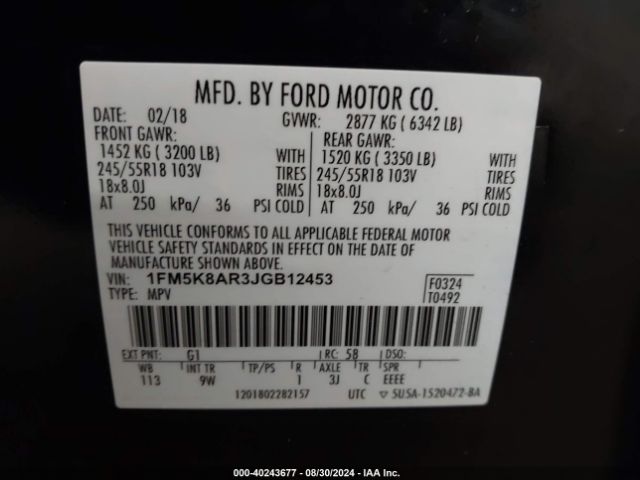 MFD. BY FORD MOTOR CO.
DATE: 02/18 GVWR: 2877 KG ( 6342 LB)
FRONT GAWR: REAR GAWR:
1452 KG ( 3200 LB) WITH 1520 KG ( 3350 LB) WITH
245/55R18 103V TIRES 245/55R18 103V TIRES
18x8.0J RIMS 18x8.0J RIMS
AT 250 kPa/ 36 PSI COLD AT 250 kPa/ 36 PSI COLD
THIS VEHICLE CONFORMS TO ALL APPLICABLE FEDERAL MOTOR
VEHICLE SAFETY STANDARDS IN EFFECT ON THE DATE OF
MANUFACTURE SHOWN ABOVE.
VIN: 1FM5K8AR3JGB12453 F0324
TYPE: MPV T0492
EXT PNT: G1 RC: 58 DSO:
WB INT TR TP/PS R AXLE TR SPR
113 9W 1 3J C EEEE
1201802282157 UTC ▽ 5USA-1520472-BA
000-40243677 - 08/30/2024 - IAA Inc.